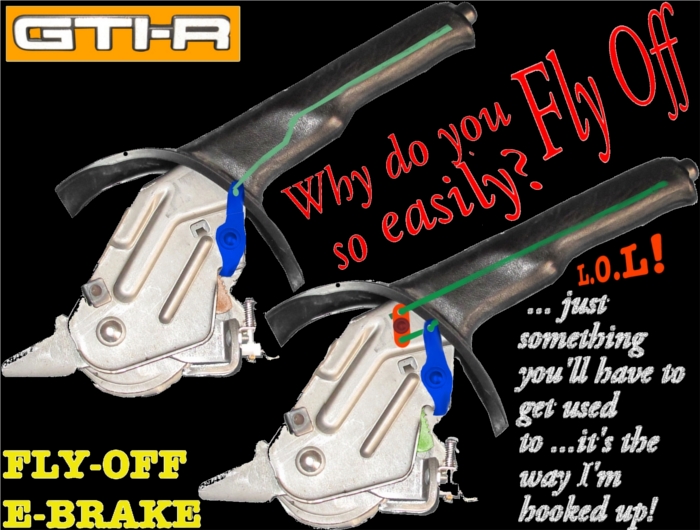 GTI-R
Why do you Fly Off
so easily?
L.O.L!
... just
something
you'll have to
get used
to ...it's the
way I'm
hooked up!
FLY-OFF
E-BRAKE